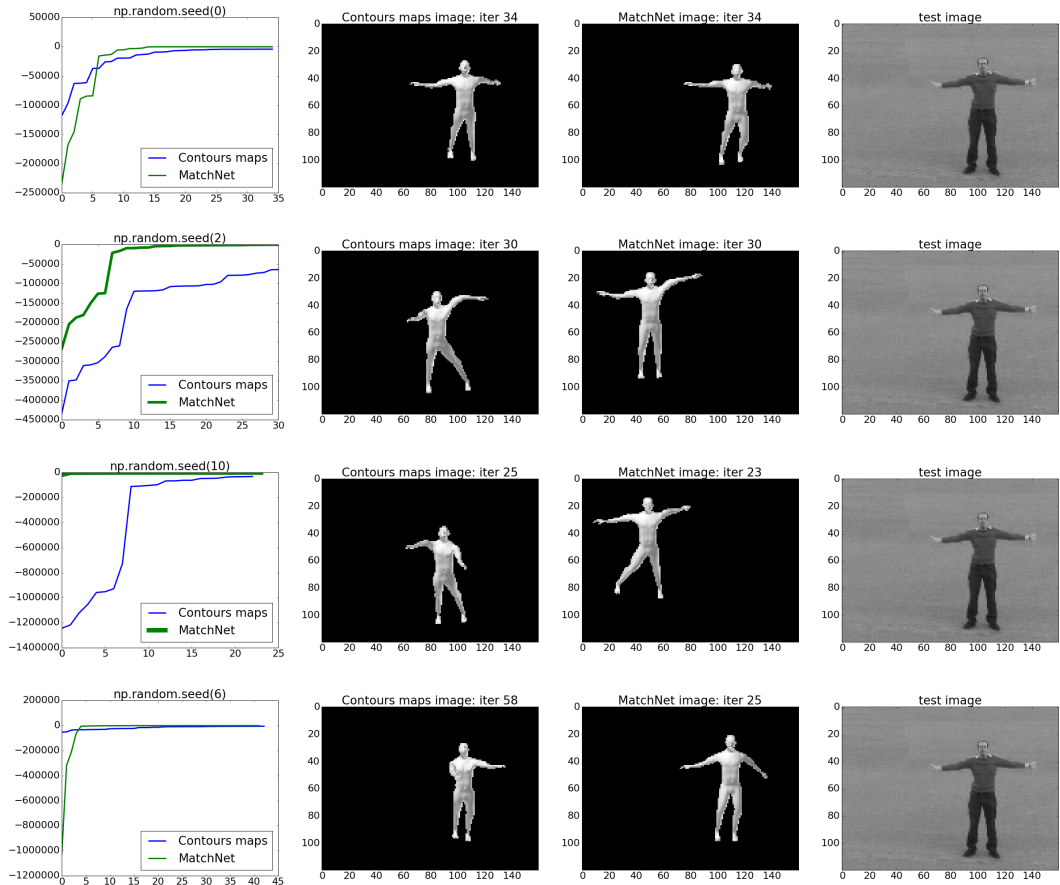 np.random.seed(0)
50000
0
−50000
−100000
−150000
−200000
−250000
0 5 10 15 20 25 30 35
Contours maps
MatchNet
Contours maps image: iter 34
0
20
40
60
80
100
0 20 40 60 80 100 120 140
MatchNet image: iter 34
0
20
40
60
80
100
0 20 40 60 80 100 120 140
test image
0
20
40
60
80
100
0 20 40 60 80 100 120 140
np.random.seed(2)
0
−50000
−100000
−150000
−200000
−250000
−300000
−350000
−400000
−450000
0 5 10 15 20 25 30
Contours maps
MatchNet
Contours maps image: iter 30
0
20
40
60
80
100
0 20 40 60 80 100 120 140
MatchNet image: iter 30
0
20
40
60
80
100
0 20 40 60 80 100 120 140
test image
0
20
40
60
80
100
0 20 40 60 80 100 120 140
np.random.seed(10)
0
−200000
−400000
−600000
−800000
−1000000
−1200000
−1400000
0 5 10 15 20 25
Contours maps
MatchNet
Contours maps image: iter 25
0
20
40
60
80
100
0 20 40 60 80 100 120 140
MatchNet image: iter 23
0
20
40
60
80
100
0 20 40 60 80 100 120 140
test image
0
20
40
60
80
100
0 20 40 60 80 100 120 140
np.random.seed(6)
200000
0
−200000
−400000
−600000
−800000
−1000000
−1200000
0 5 10 15 20 25 30 35 40 45
Contours maps
MatchNet
Contours maps image: iter 58
0
20
40
60
80
100
0 20 40 60 80 100 120 140
MatchNet image: iter 25
0
20
40
60
80
100
0 20 40 60 80 100 120 140
test image
0
20
40
60
80
100
0 20 40 60 80 100 120 140